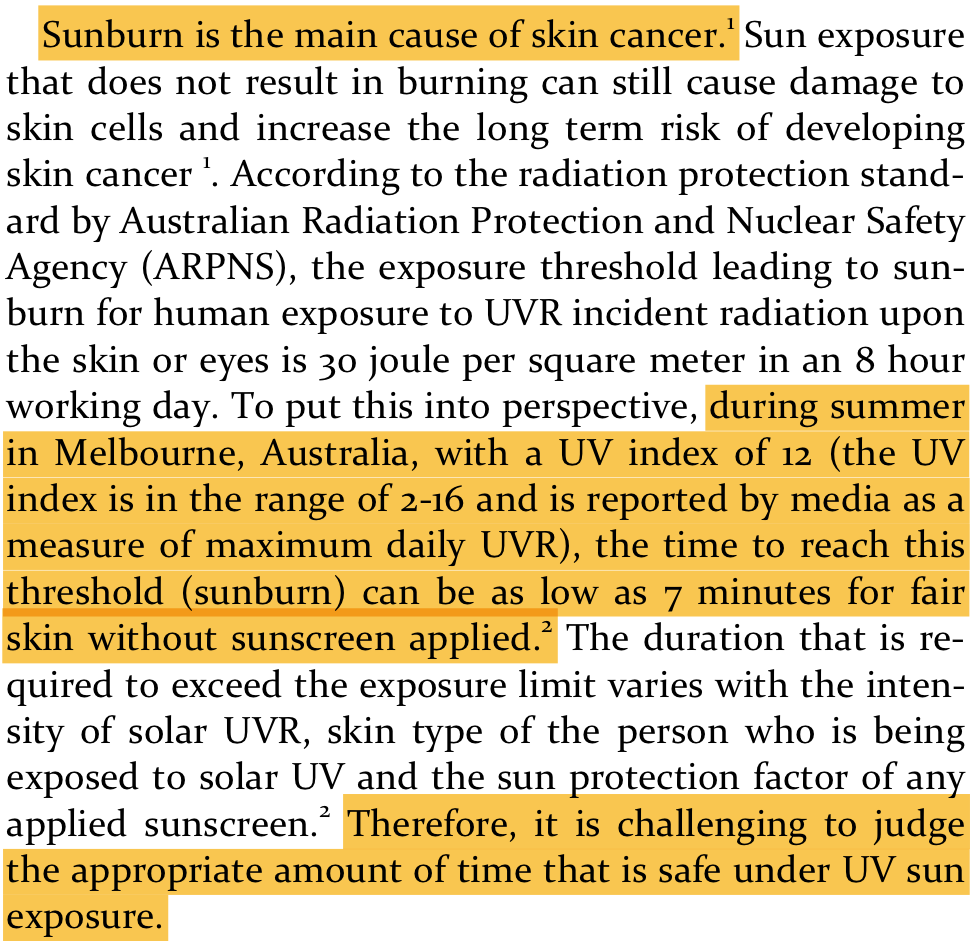 Sunburn is the main cause of skin cancer.¹ Sun exposure
that does not result in burning can still cause damage to
skin cells and increase the long term risk of developing
skin cancer ¹. According to the radiation protection stand-
ard by Australian Radiation Protection and Nuclear Safety
Agency (ARPNS), the exposure threshold leading to sun-
burn for human exposure to UVR incident radiation upon
the skin or eyes is 30 joule per square meter in an 8 hour
working day. To put this into perspective, during summer
in Melbourne, Australia, with a UV index of 12 (the UV
index is in the range of 2-16 and is reported by media as a
measure of maximum daily UVR), the time to reach this
threshold (sunburn) can be as low as 7 minutes for fair
skin without sunscreen applied.² The duration that is re-
quired to exceed the exposure limit varies with the inten-
sity of solar UVR, skin type of the person who is being
exposed to solar UV and the sun protection factor of any
applied sunscreen.² Therefore, it is challenging to judge
the appropriate amount of time that is safe under UV sun
exposure.